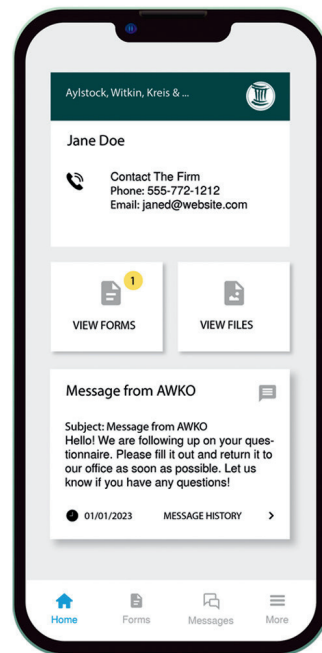 Aylstock, Witkin, Kreis & ...
Jane Doe
Contact The Firm
Phone: 555-772-1212
Email: janed@website.com
1
VIEW FORMS
VIEW FILES
Message from AWKO
Subject: Message from AWKO
Hello! We are following up on your ques-
tionnaire. Please fill it out and return it to
our office as soon as possible. Let us
know if you have any questions!
01/01/2023
MESSAGE HISTORY
Home
Forms
Messages
More